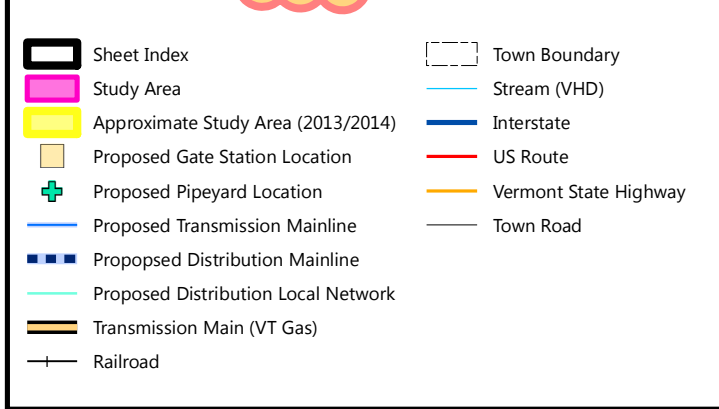 Sheet Index
Study Area
Approximate Study Area (2013/2014)
Proposed Gate Station Location
Proposed Pipeyard Location
Proposed Transmission Mainline
Propopsed Distribution Mainline
Proposed Distribution Local Network
Transmission Main (VT Gas)
Railroad
Town Boundary
Stream (VHD)
Interstate
US Route
Vermont State Highway
Town Road